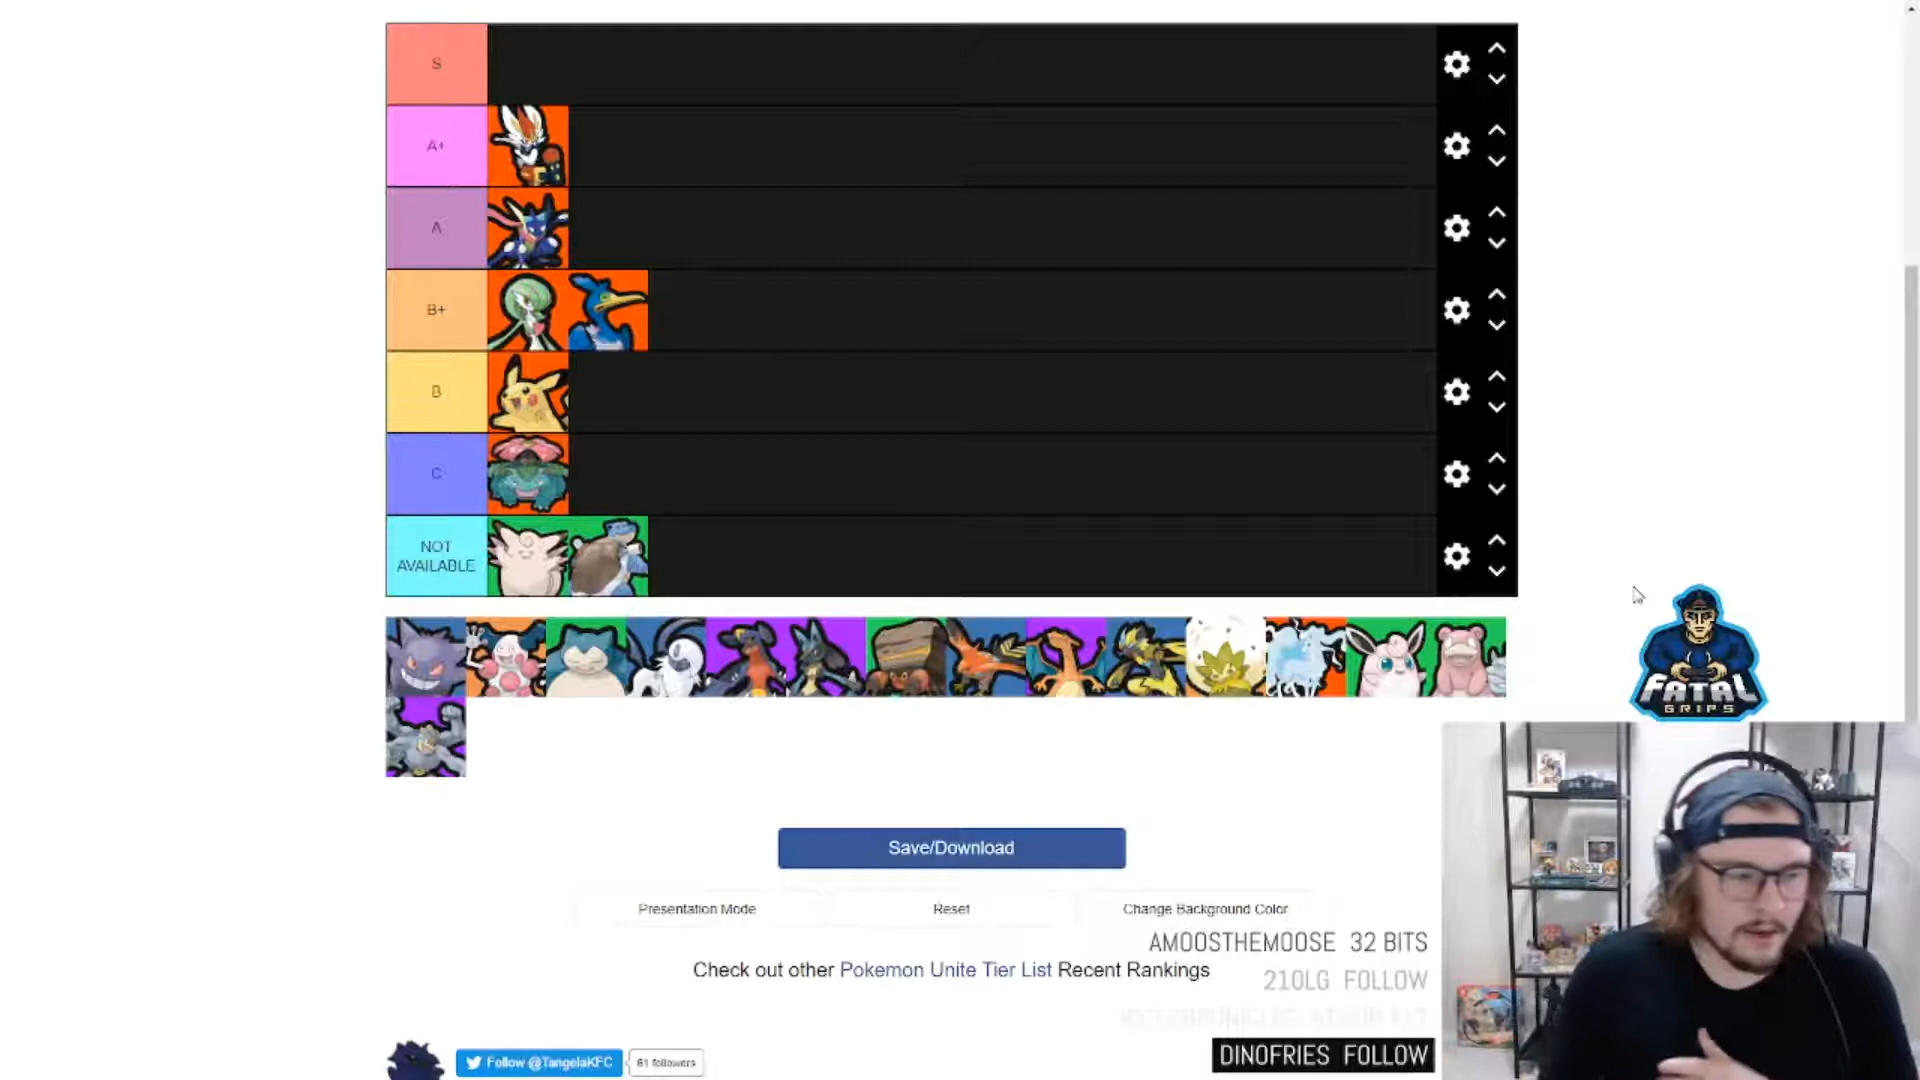 S
A+
A
B+
B
C
NOT
AVAILABLE
FATAL
GRIPS
Save/Download
Presentation Mode
Reset
Change Background Color
AMOOSTHEMOOSE 32 BITS
Check out other Pokemon Unite Tier List Recent Rankings
210LG FOLLOW
DINOFRIES FOLLOW
Follow @TangelaKFC
61 followers